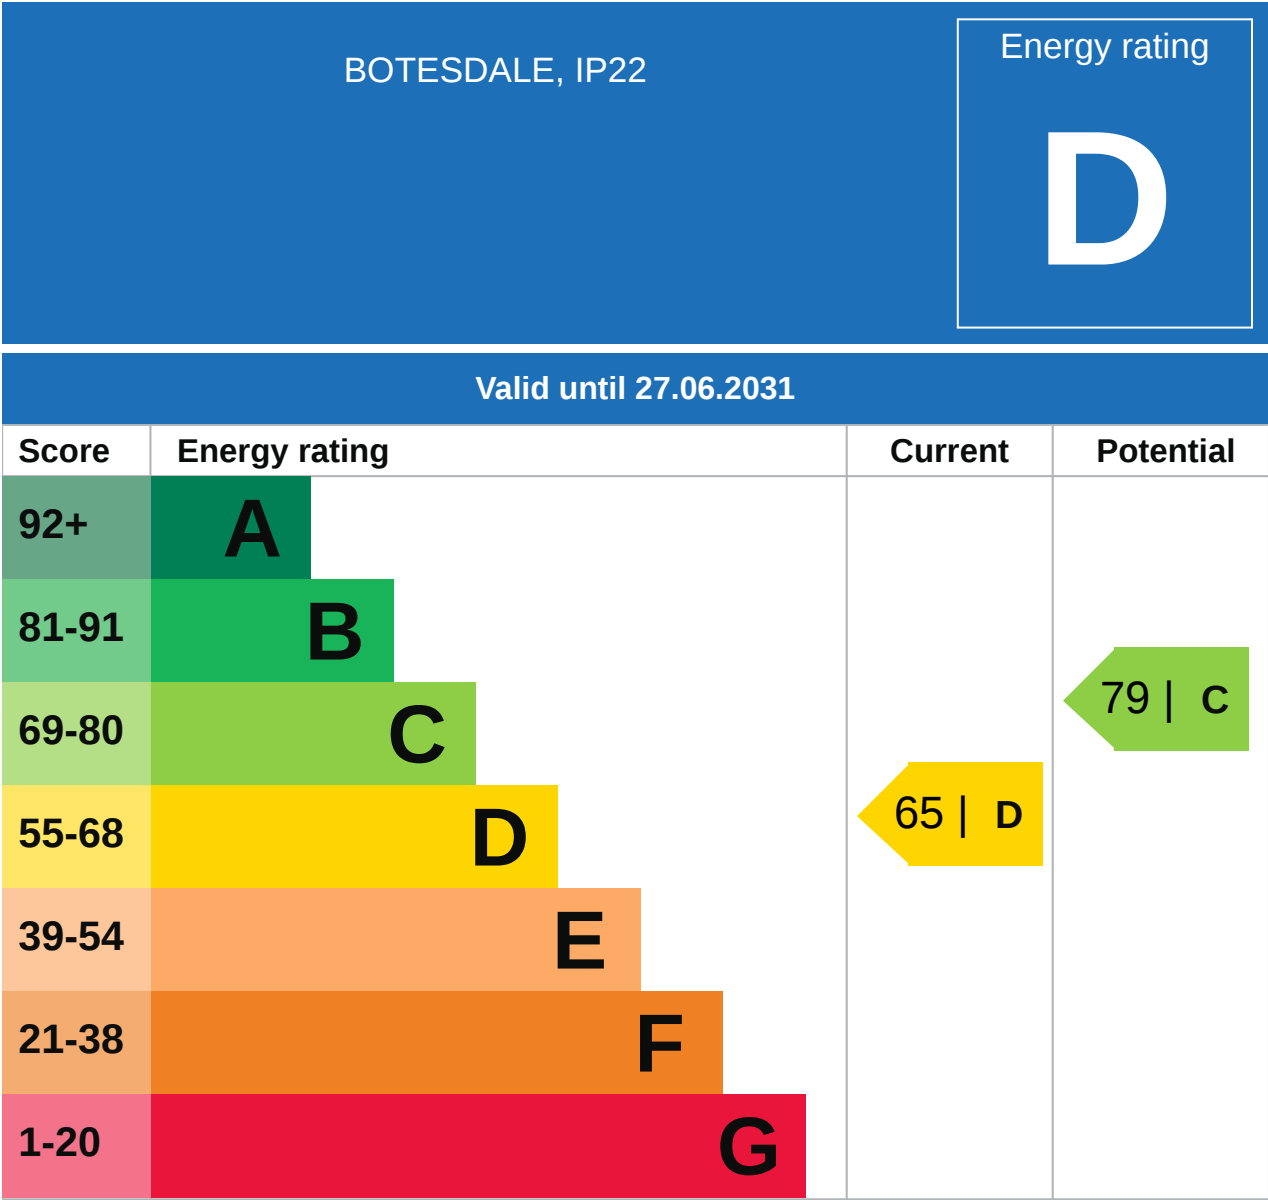 BOTESDALE, IP22
Energy rating
D
Valid until 27.06.2031
Score Energy rating Current Potential
92+ A
81-91 B
69-80 C
79 | C
55-68 D
65 | D
39-54 E
21-38 F
1-20 G